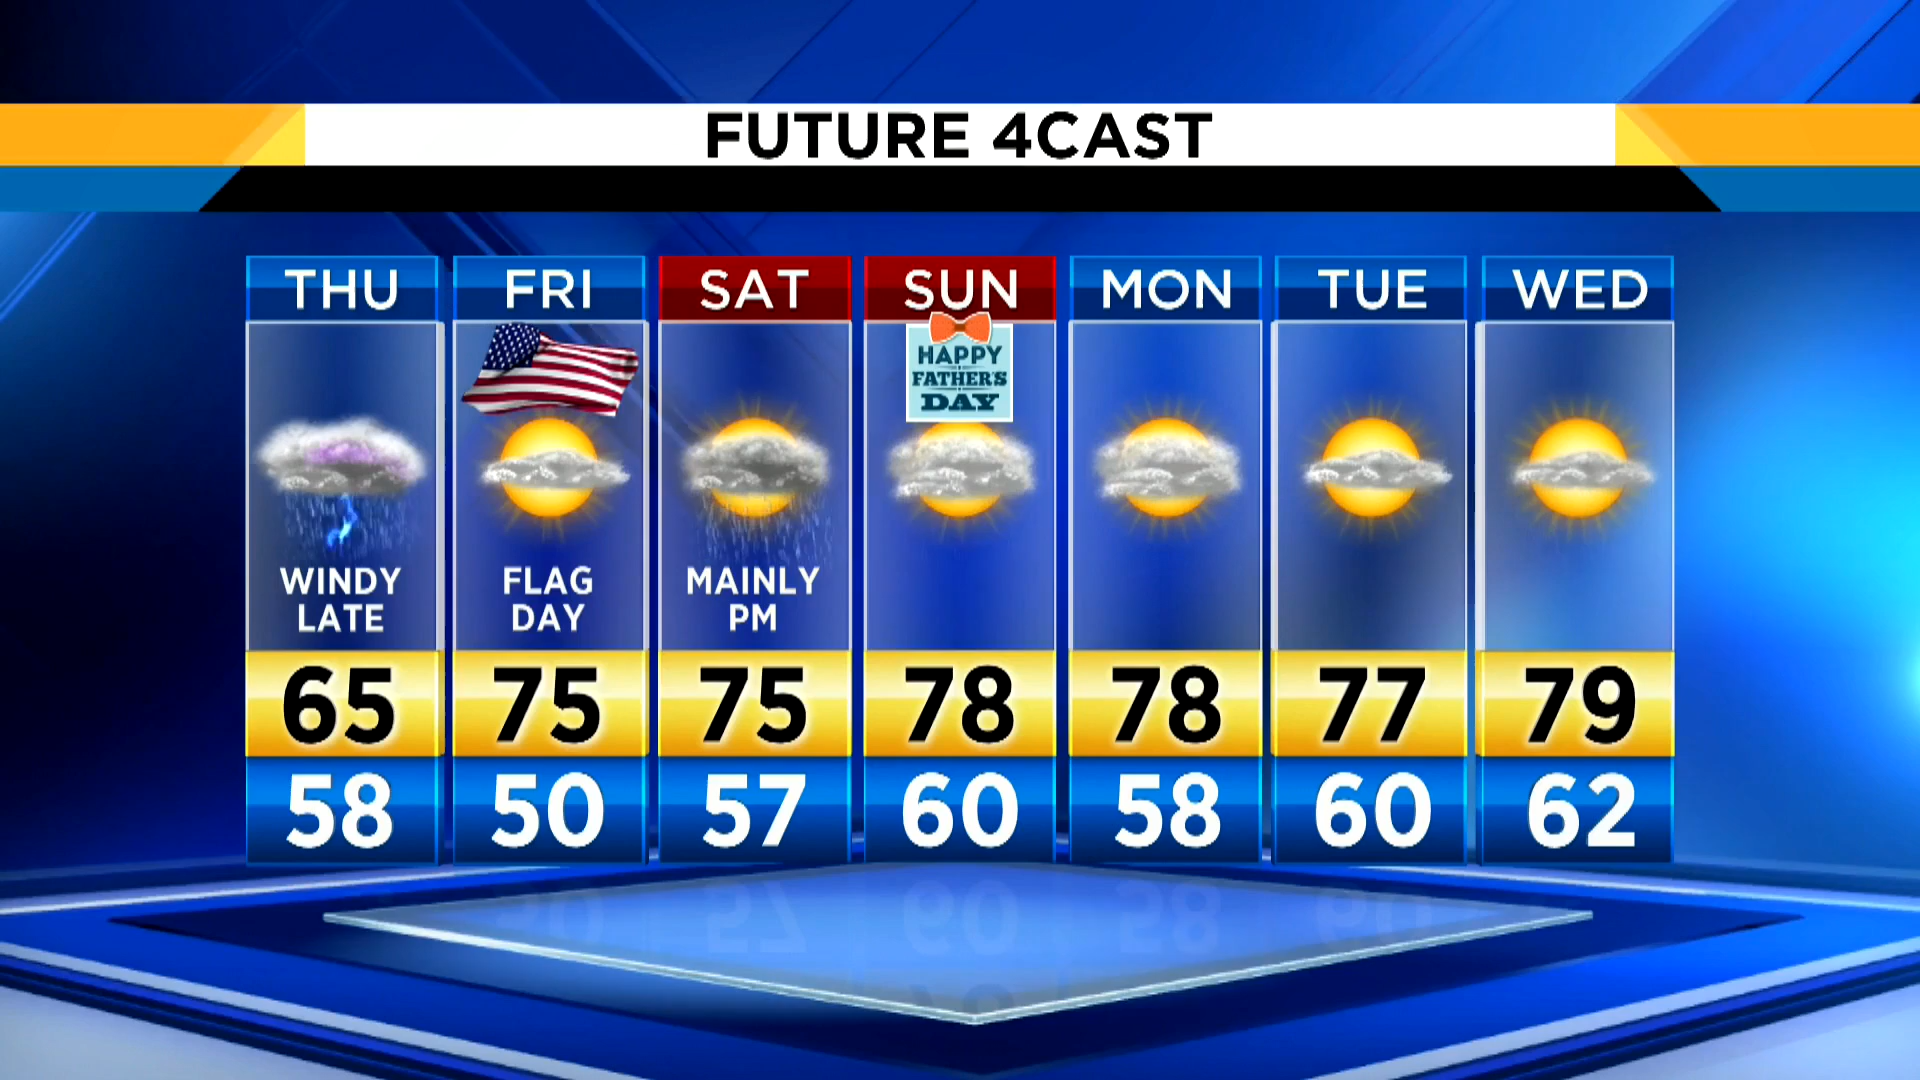 FUTURE 4CAST
THU FRI SAT SUN MON TUE WED
HAPPY
FATHER'S
DAY
WINDY
LATE
FLAG
DAY
MAINLY
PM
65 75 75 78 78 77 79
58 50 57 60 58 60 62